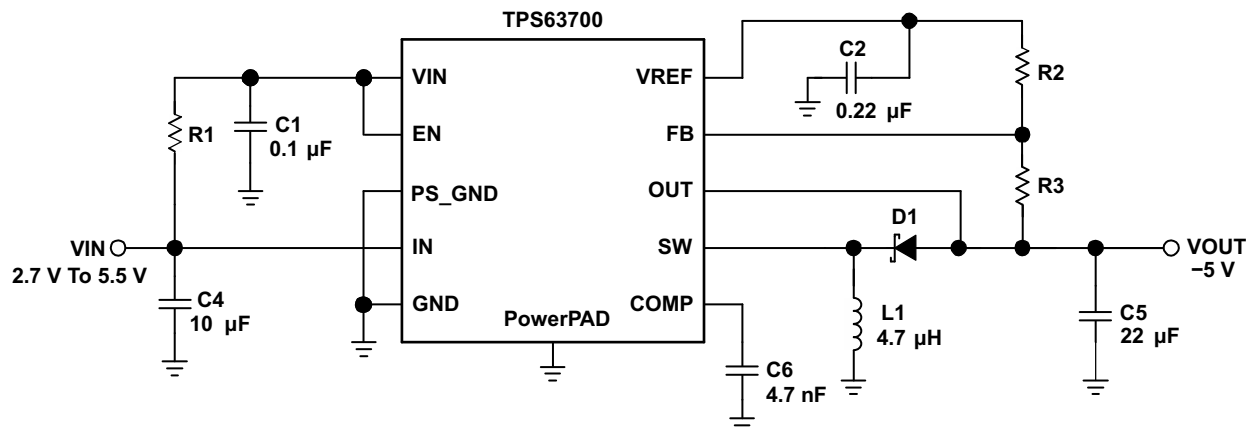 TPS63700
VIN
EN
PS_GND
IN
GND
VREF
FB
OUT
SW
COMP
PowerPAD
R1
C1
0.1 µF
VIN
2.7 V To 5.5 V
C4
10 µF
C2
0.22 µF
R2
R3
D1
VOUT
−5 V
L1
4.7 µH
C5
22 µF
C6
4.7 nF